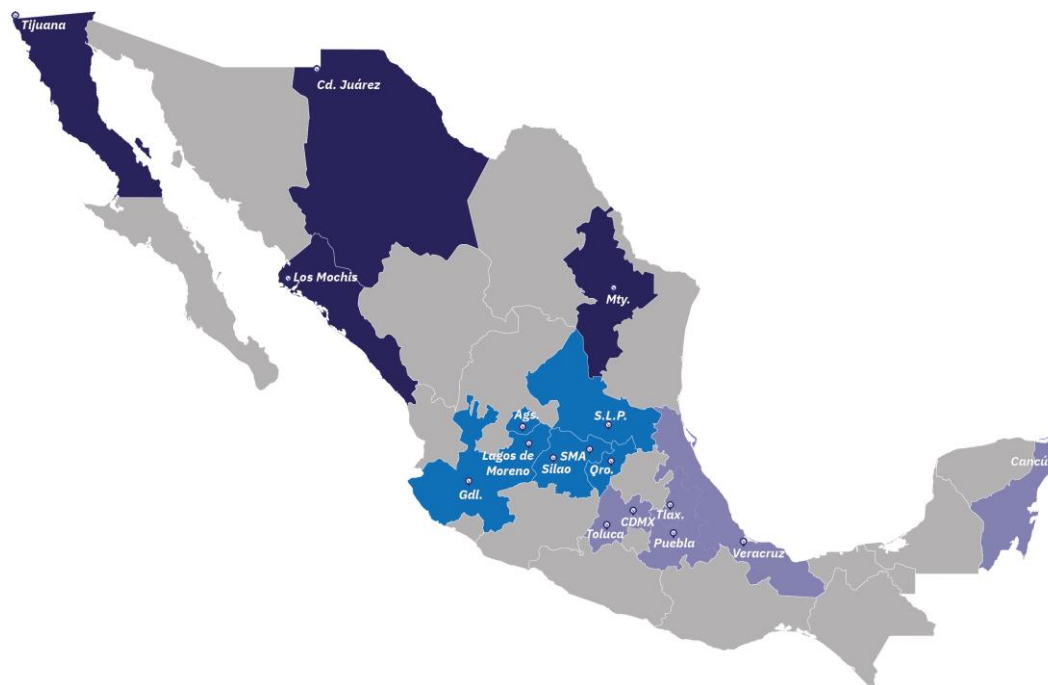 Tijuana
Cd. Juárez
Los Mochis
Mty.
Ags.
S.L.P.
Lagos de
Moreno
SMA
Silao
Qro.
Gdl.
Cancú
Tlax.
CDMX
Toluca
Puebla
Veracruz